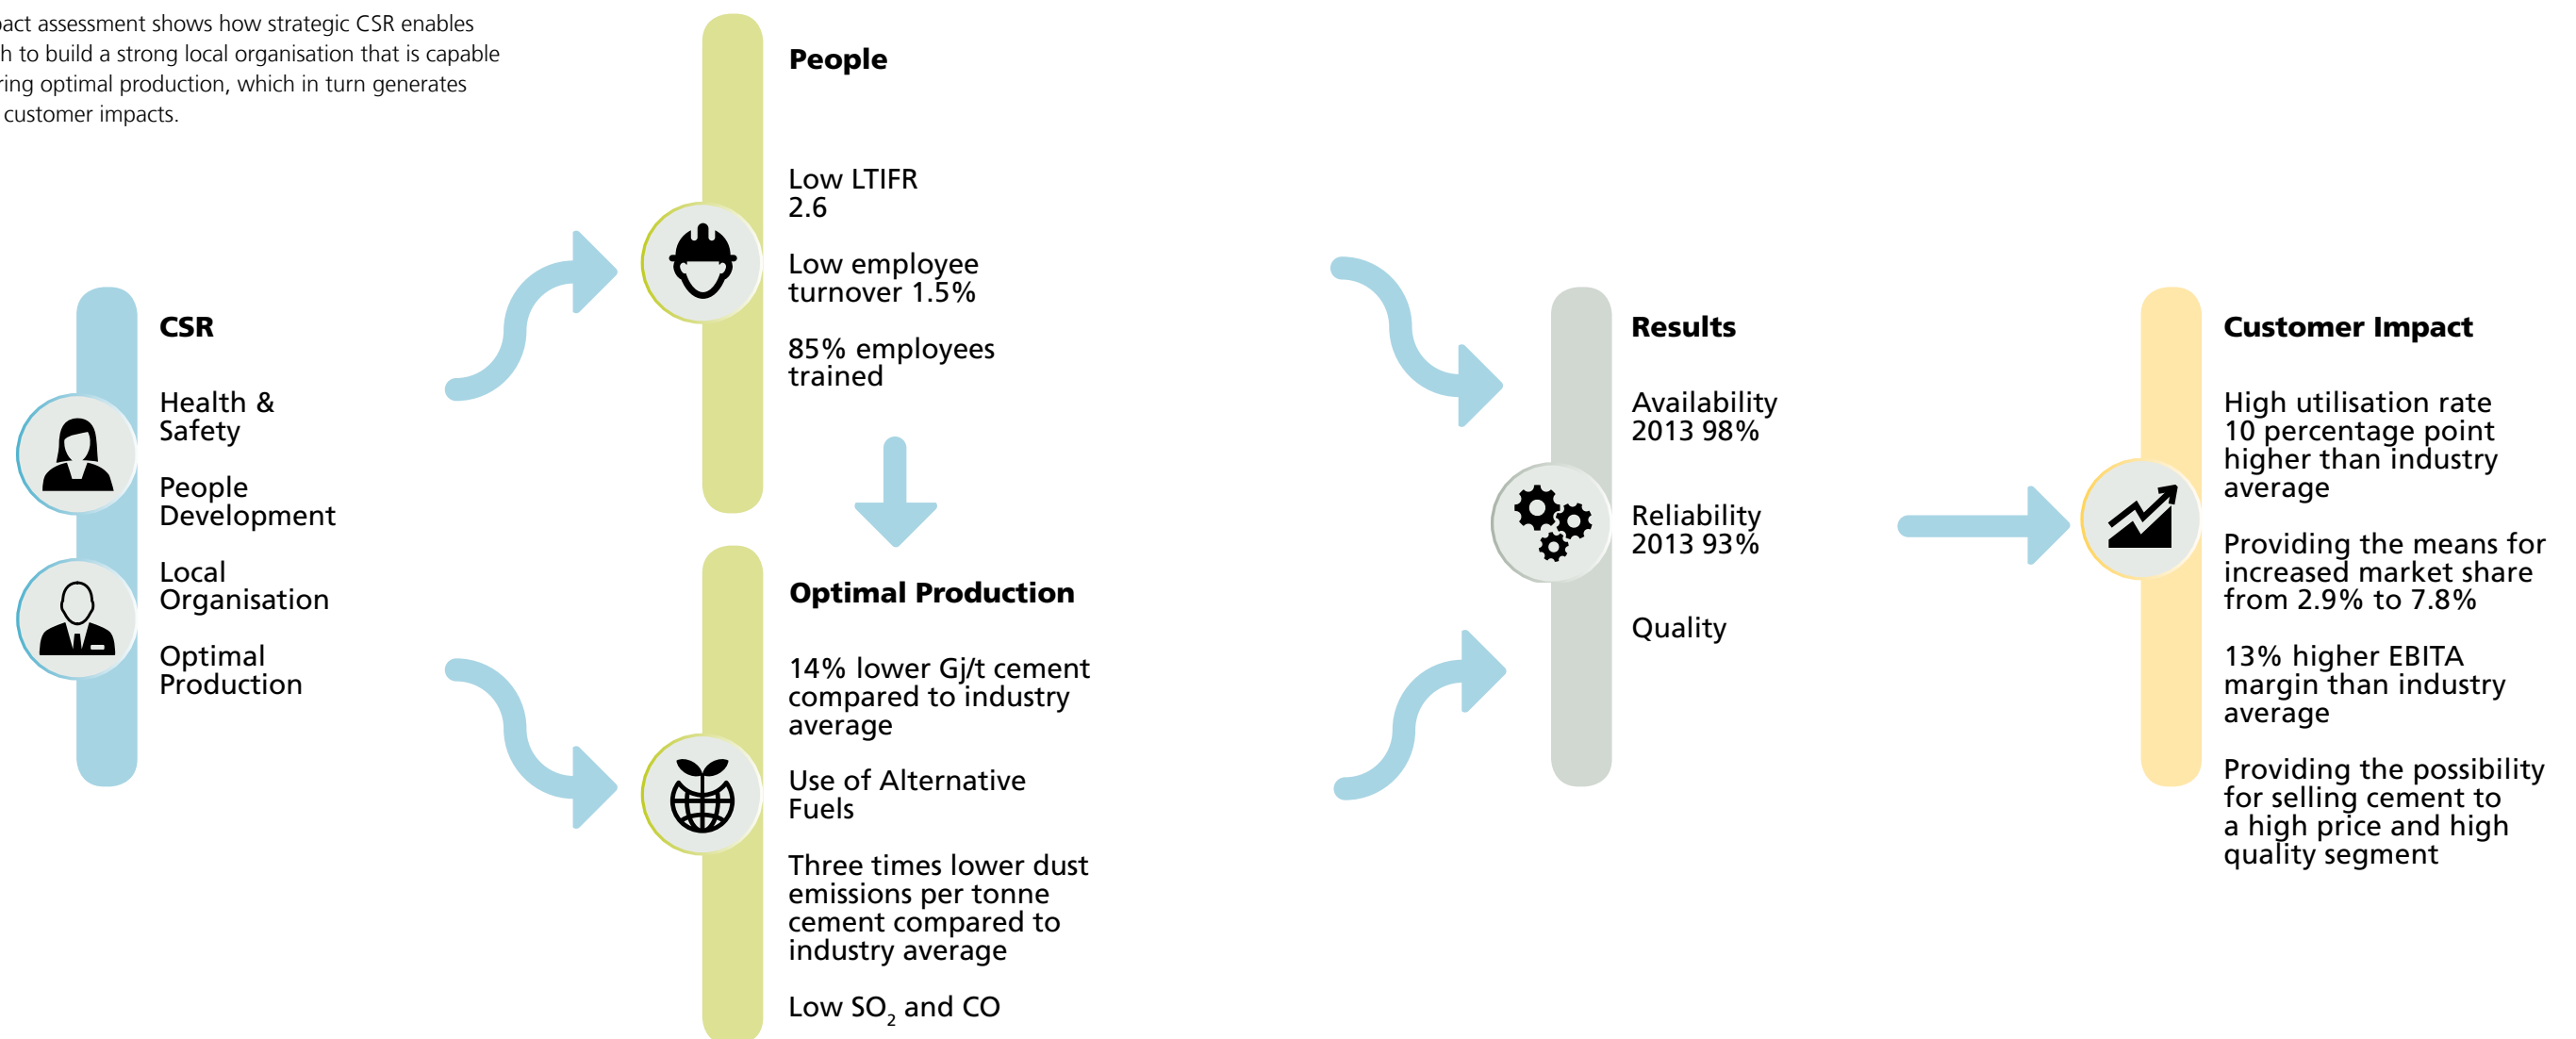 assessment shows how strategic CSR enables
to build a strong local organisation that is capable
optimal production, which in turn generates
customer impacts.
CSR
Health &
Safety
People
Development
Local
Organisation
Optimal
Production
People
Low LTIFR
2.6
Low employee
turnover 1.5%
85% employees
trained
Optimal Production
14% lower Gj/t cement
compared to industry
average
Use of Alternative
Fuels
Three times lower dust
emissions per tonne
cement compared to
industry average
Low SO₂ and CO
Results
Availability
2013 98%
Reliability
2013 93%
Quality
Customer Impact
High utilisation rate
10 percentage point
higher than industry
average
Providing the means for
increased market share
from 2.9% to 7.8%
13% higher EBITA
margin than industry
average
Providing the possibility
for selling cement to
a high price and high
quality segment